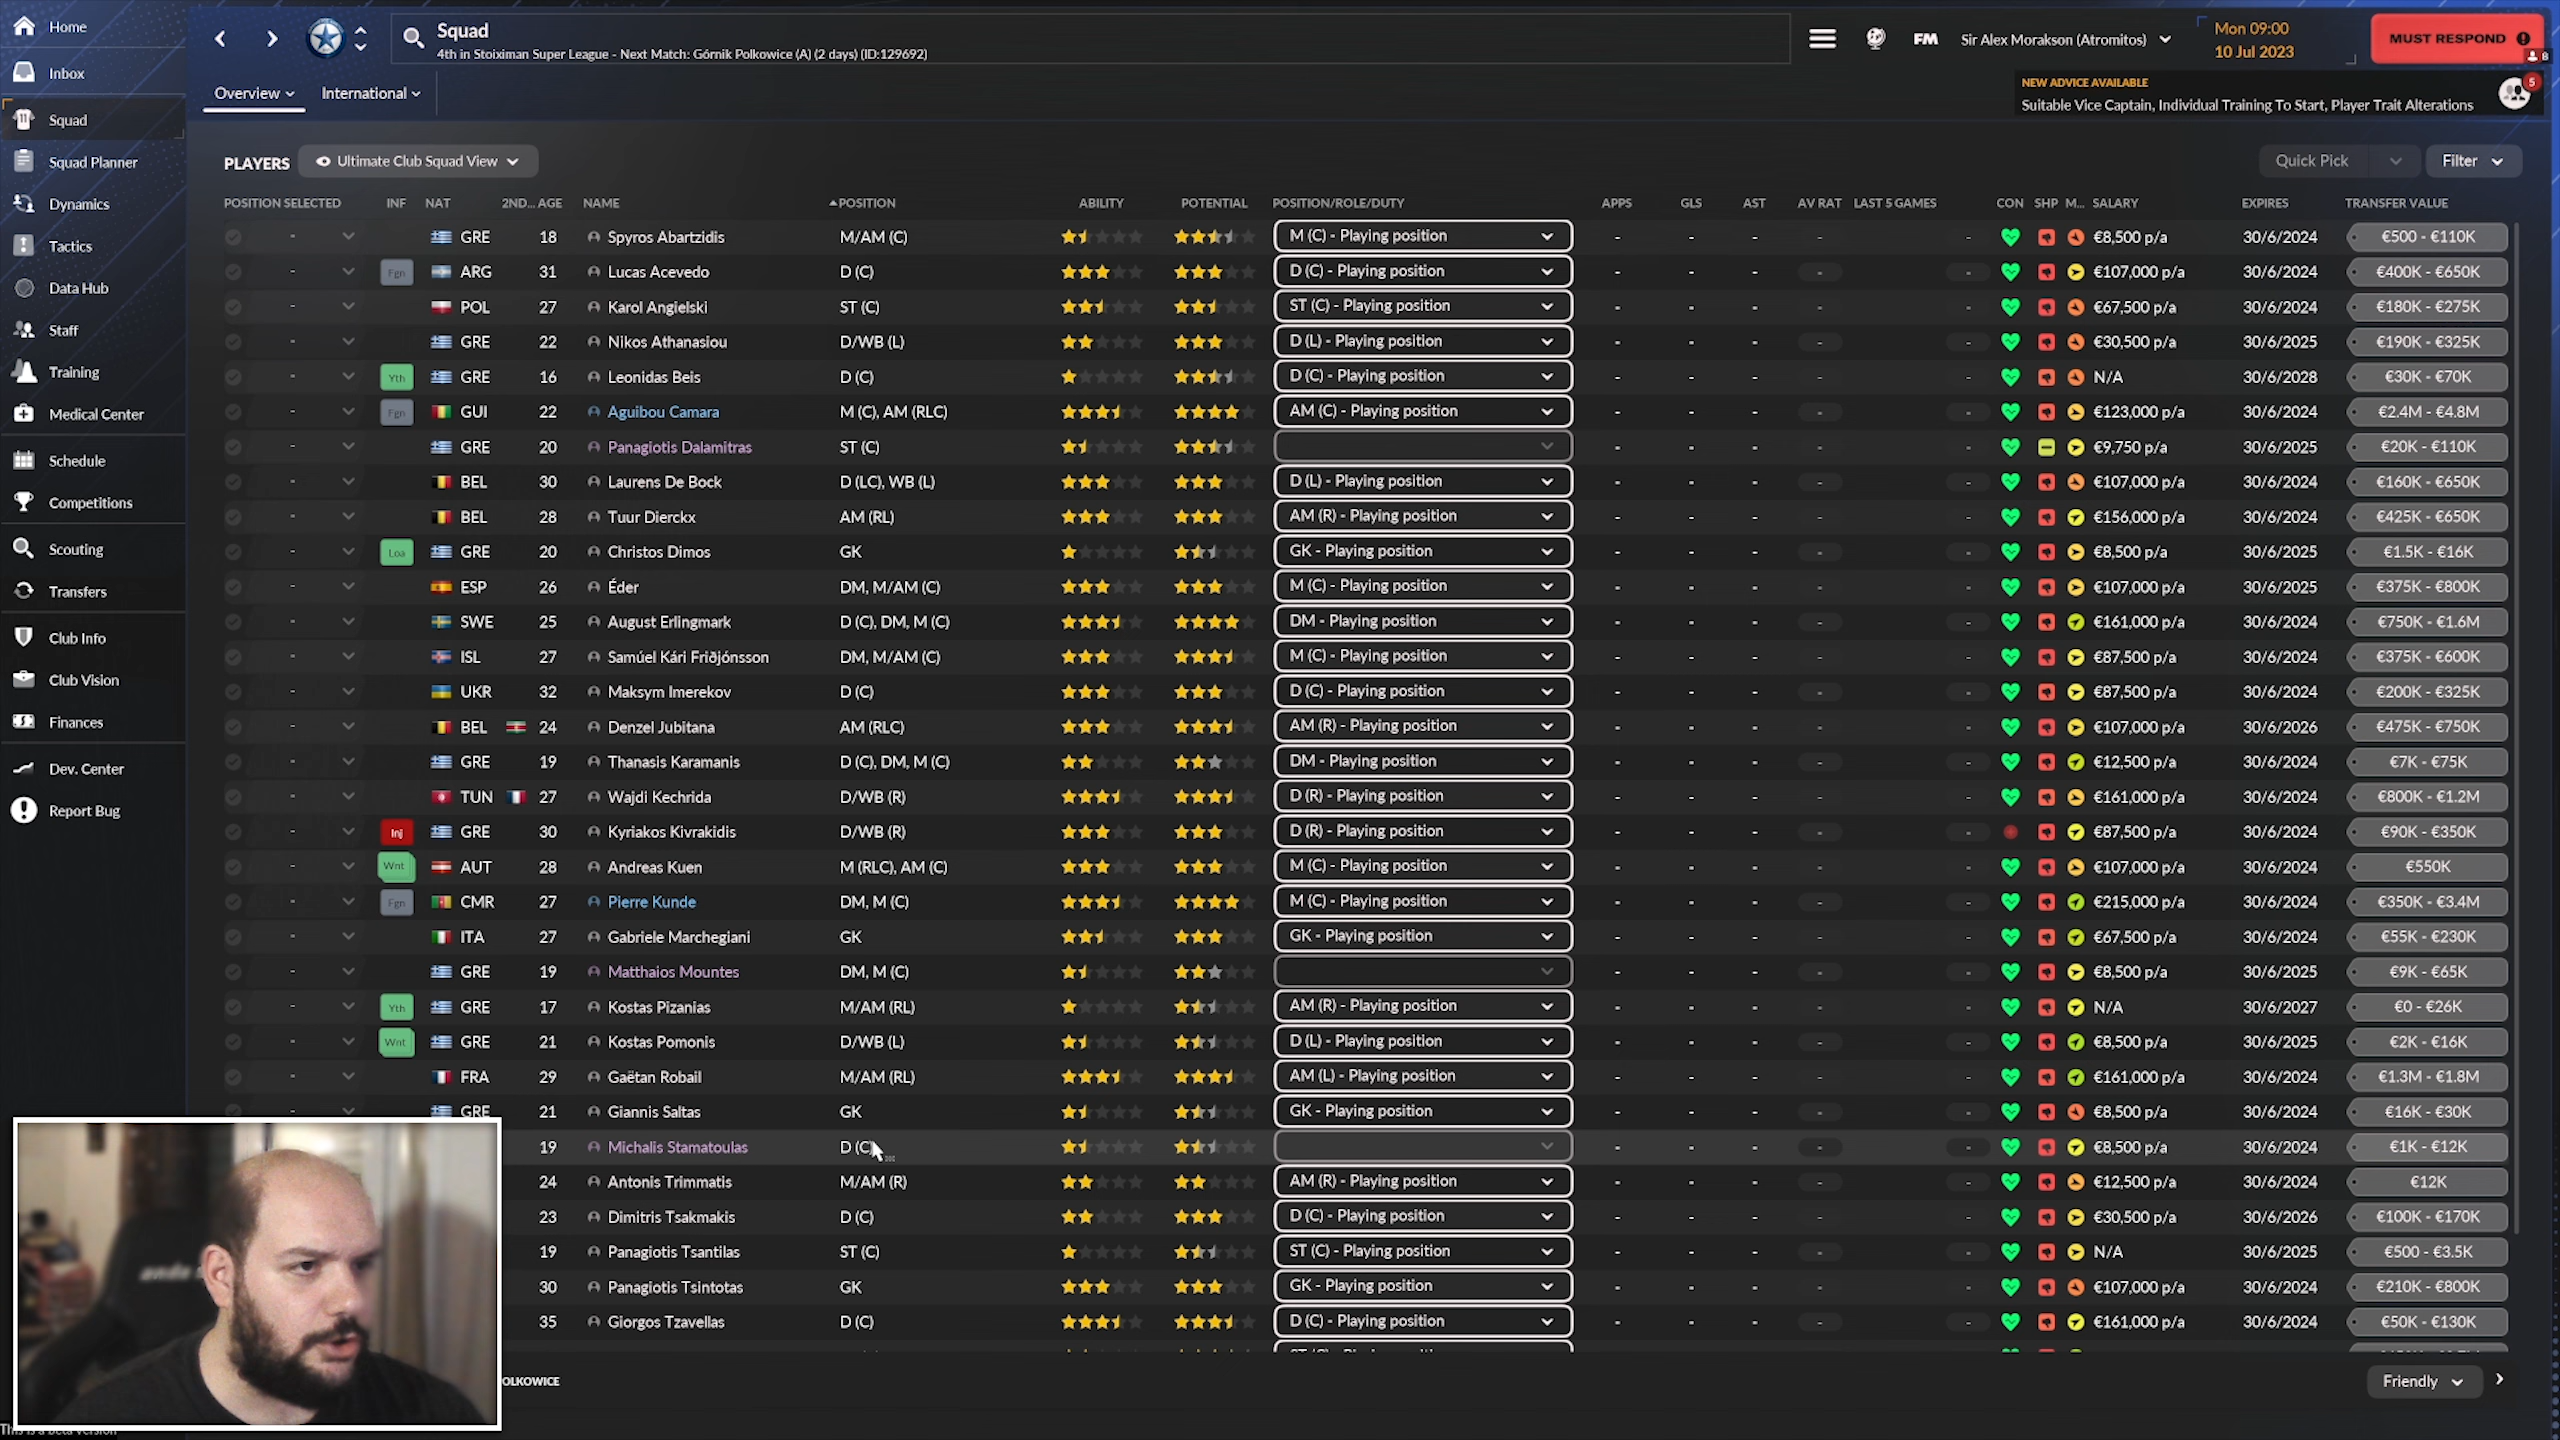 Home
Inbox
Squad
Squad Planner
Dynamics
Tactics
Data Hub
Staff
Training
Medical Center
Schedule
Competitions
Scouting
Transfers
Club Info
Club Vision
Finances
Dev. Center
Report Bug
Squad
4th in Stoiximan Super League - Next Match: Górnik Polkowice (A) (2 days) (ID:129692)
FM
Sir Alex Morakson (Atromitos)
Mon 09:00
10 Jul 2023
MUST RESPOND
8
Overview
International
NEW ADVICE AVAILABLE
Suitable Vice Captain, Individual Training To Start, Player Trait Alterations
5
PLAYERS
Ultimate Club Squad View
Quick Pick
Filter
POSITION SELECTED INF NAT 2ND... AGE NAME POSITION ABILITY POTENTIAL POSITION/ROLE/DUTY APPS GLS AST AV RAT LAST 5 GAMES CON SHP M... SALARY EXPIRES TRANSFER VALUE
- GRE 18 Spyros Abartzidis M/AM (C) M (C) - Playing position - - - - - €8,500 p/a 30/6/2024 €500 - €110K
- Fgn ARG 31 Lucas Acevedo D (C) D (C) - Playing position - - - - - €107,000 p/a 30/6/2024 €400K - €650K
- POL 27 Karol Angielski ST (C) ST (C) - Playing position - - - - - €67,500 p/a 30/6/2024 €180K - €275K
- GRE 22 Nikos Athanasiou D/WB (L) D (L) - Playing position - - - - - €30,500 p/a 30/6/2025 €190K - €325K
- Yth GRE 16 Leonidas Beis D (C) D (C) - Playing position - - - - - N/A 30/6/2028 €30K - €70K
- Fgn GUI 22 Aguibou Camara M (C), AM (RLC) AM (C) - Playing position - - - - - €123,000 p/a 30/6/2024 €2.4M - €4.8M
- GRE 20 Panagiotis Dalamitras ST (C) - - - - - €9,750 p/a 30/6/2025 €20K - €110K
- BEL 30 Laurens De Bock D (LC), WB (L) D (L) - Playing position - - - - - €107,000 p/a 30/6/2024 €160K - €650K
- BEL 28 Tuur Dierckx AM (RL) AM (R) - Playing position - - - - - €156,000 p/a 30/6/2024 €425K - €650K
- Loa GRE 20 Christos Dimos GK GK - Playing position - - - - - €8,500 p/a 30/6/2025 €1.5K - €16K
- ESP 26 Éder DM, M/AM (C) M (C) - Playing position - - - - - €107,000 p/a 30/6/2025 €375K - €800K
- SWE 25 August Erlingmark D (C), DM, M (C) DM - Playing position - - - - - €161,000 p/a 30/6/2024 €750K - €1.6M
- ISL 27 Samúel Kári Friðjónsson DM, M/AM (C) M (C) - Playing position - - - - - €87,500 p/a 30/6/2024 €375K - €600K
- UKR 32 Maksym Imerekov D (C) D (C) - Playing position - - - - - €87,500 p/a 30/6/2024 €200K - €325K
- BEL 24 Denzel Jubitana AM (RLC) AM (R) - Playing position - - - - - €107,000 p/a 30/6/2026 €475K - €750K
- GRE 19 Thanasis Karamanis D (C), DM, M (C) DM - Playing position - - - - - €12,500 p/a 30/6/2024 €7K - €75K
- TUN 27 Wajdi Kechrida D/WB (R) D (R) - Playing position - - - - - €161,000 p/a 30/6/2024 €800K - €1.2M
- Inj GRE 30 Kyriakos Kivrakidis D/WB (R) D (R) - Playing position - - - - - €87,500 p/a 30/6/2024 €90K - €350K
- Wnt AUT 28 Andreas Kuen M (RLC), AM (C) M (C) - Playing position - - - - - €107,000 p/a 30/6/2024 €550K
- Fgn CMR 27 Pierre Kunde DM, M (C) M (C) - Playing position - - - - - €215,000 p/a 30/6/2024 €350K - €3.4M
- ITA 27 Gabriele Marchegiani GK GK - Playing position - - - - - €67,500 p/a 30/6/2024 €55K - €230K
- GRE 19 Matthaios Mountes DM, M (C) - - - - - €8,500 p/a 30/6/2025 €9K - €65K
- Yth GRE 17 Kostas Pizanias M/AM (RL) AM (R) - Playing position - - - - - N/A 30/6/2027 €0 - €26K
- Wnt GRE 21 Kostas Pomonis D/WB (L) D (L) - Playing position - - - - - €8,500 p/a 30/6/2025 €2K - €16K
- FRA 29 Gaëtan Robail M/AM (RL) AM (L) - Playing position - - - - - €161,000 p/a 30/6/2024 €1.3M - €1.8M
- GRE 21 Giannis Saltas GK GK - Playing position - - - - - €8,500 p/a 30/6/2024 €16K - €30K
19 Michalis Stamatoulas D (C) - - - - - €8,500 p/a 30/6/2024 €1K - €12K
24 Antonis Trimmatis M/AM (R) AM (R) - Playing position - - - - - €12,500 p/a 30/6/2024 €12K
23 Dimitris Tsakmakis D (C) D (C) - Playing position - - - - - €30,500 p/a 30/6/2026 €100K - €170K
19 Panagiotis Tsantilas ST (C) ST (C) - Playing position - - - - - N/A 30/6/2025 €500 - €3.5K
30 Panagiotis Tsintotas GK GK - Playing position - - - - - €107,000 p/a 30/6/2024 €210K - €800K
35 Giorgos Tzavellas D (C) D (C) - Playing position - - - - - €161,000 p/a 30/6/2024 €50K - €130K
OLKOWICE
Friendly
This is a beta version